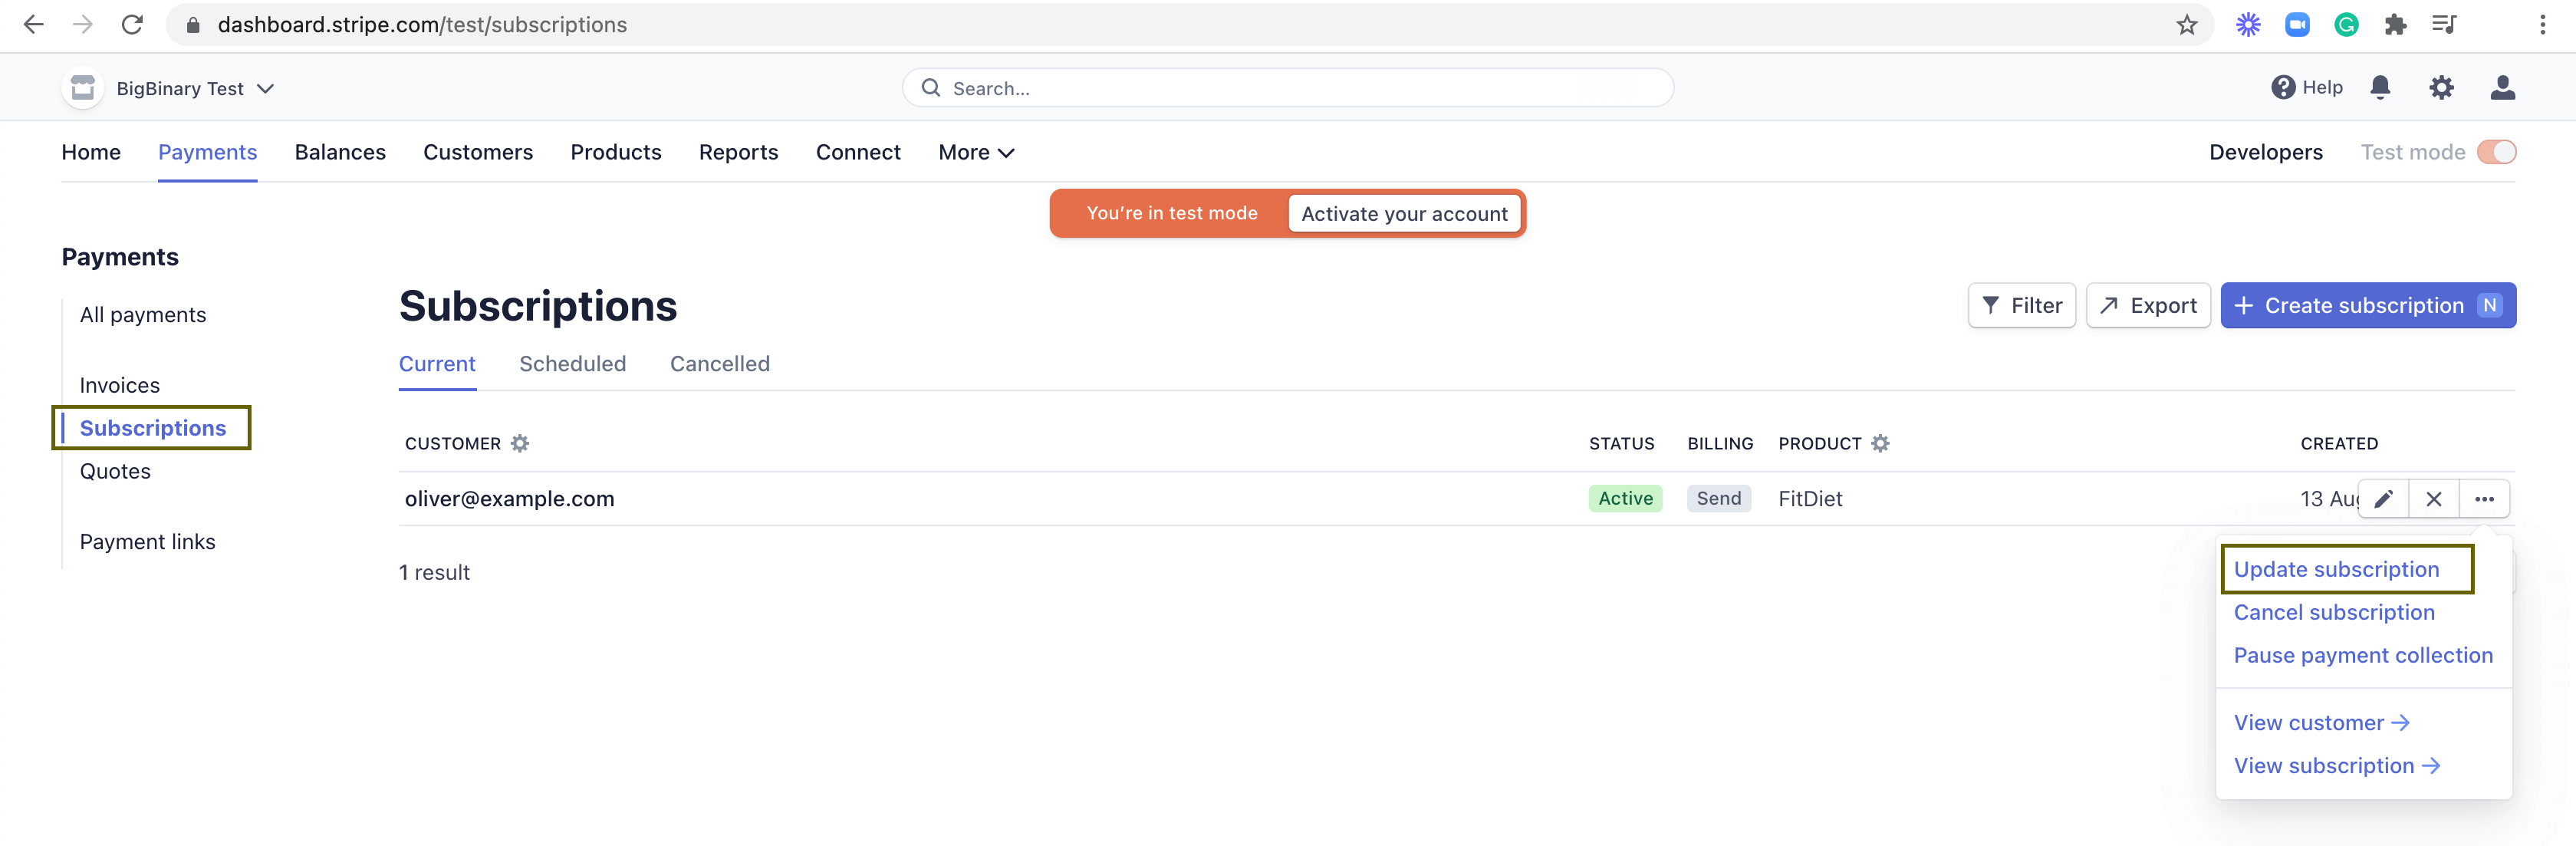 dashboard.stripe.com/test/subscriptions
BigBinary Test
Search...
Help
Home Payments Balances Customers Products Reports Connect More
Developers Test mode
You're in test mode Activate your account
Payments
All payments
Invoices
Subscriptions
Quotes
Payment links
Subscriptions
Filter Export + Create subscription N
Current Scheduled Cancelled
CUSTOMER STATUS BILLING PRODUCT CREATED
oliver@example.com Active Send FitDiet 13 Aug
1 result
Update subscription
Cancel subscription
Pause payment collection
View customer →
View subscription →